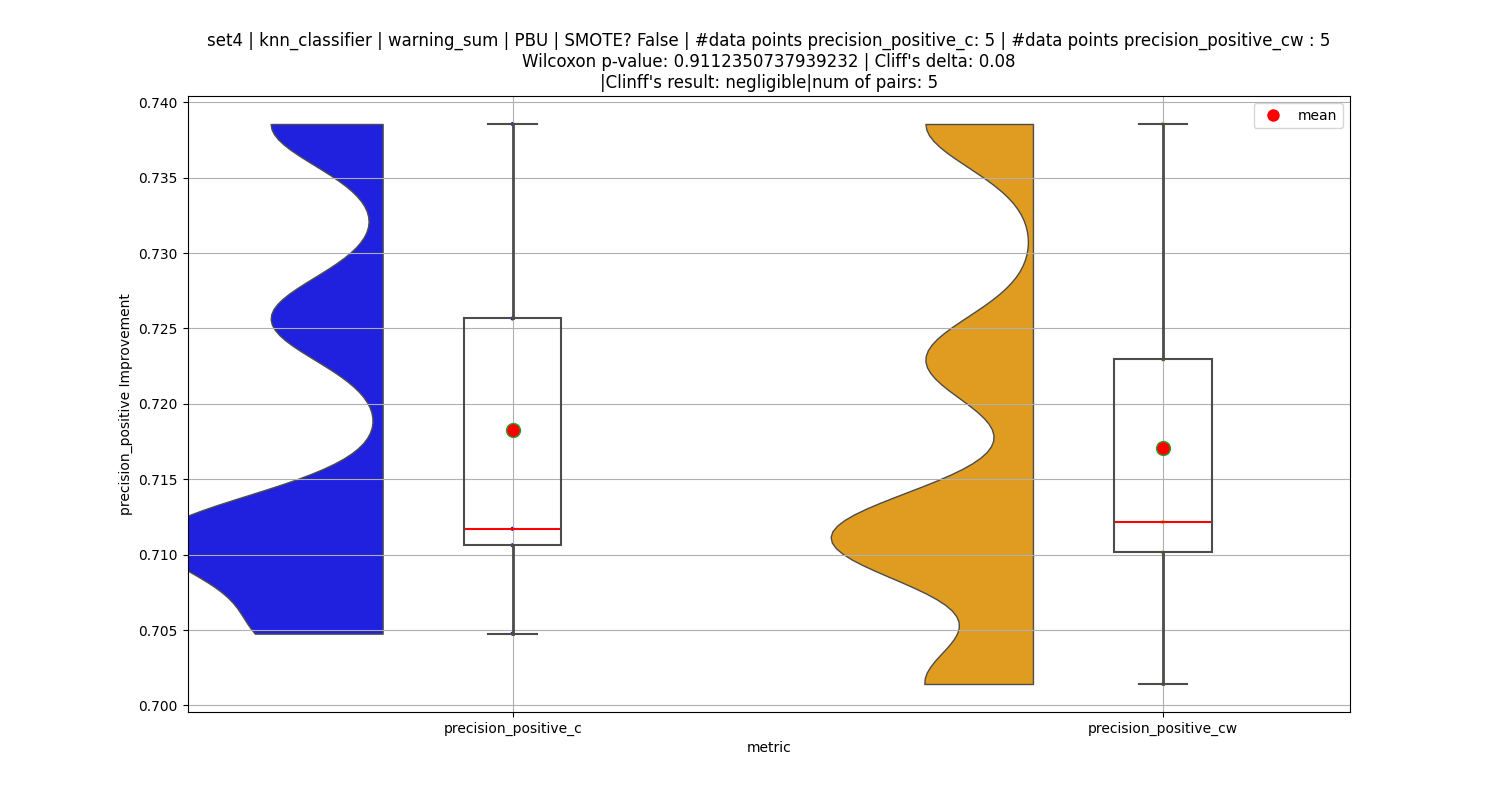 set4 | knn_classifier | warning_sum | PBU | SMOTE? False | #data points precision_positive_c: 5 | #data points precision_positive_cw : 5
Wilcoxon p-value: 0.9112350737939232 | Cliff's delta: 0.08
|Clinff's result: negligible|num of pairs: 5
mean
0.740
0.735
0.730
0.725
0.720
0.715
0.710
0.705
0.700
precision_positive Improvement
precision_positive_c
precision_positive_cw
metric